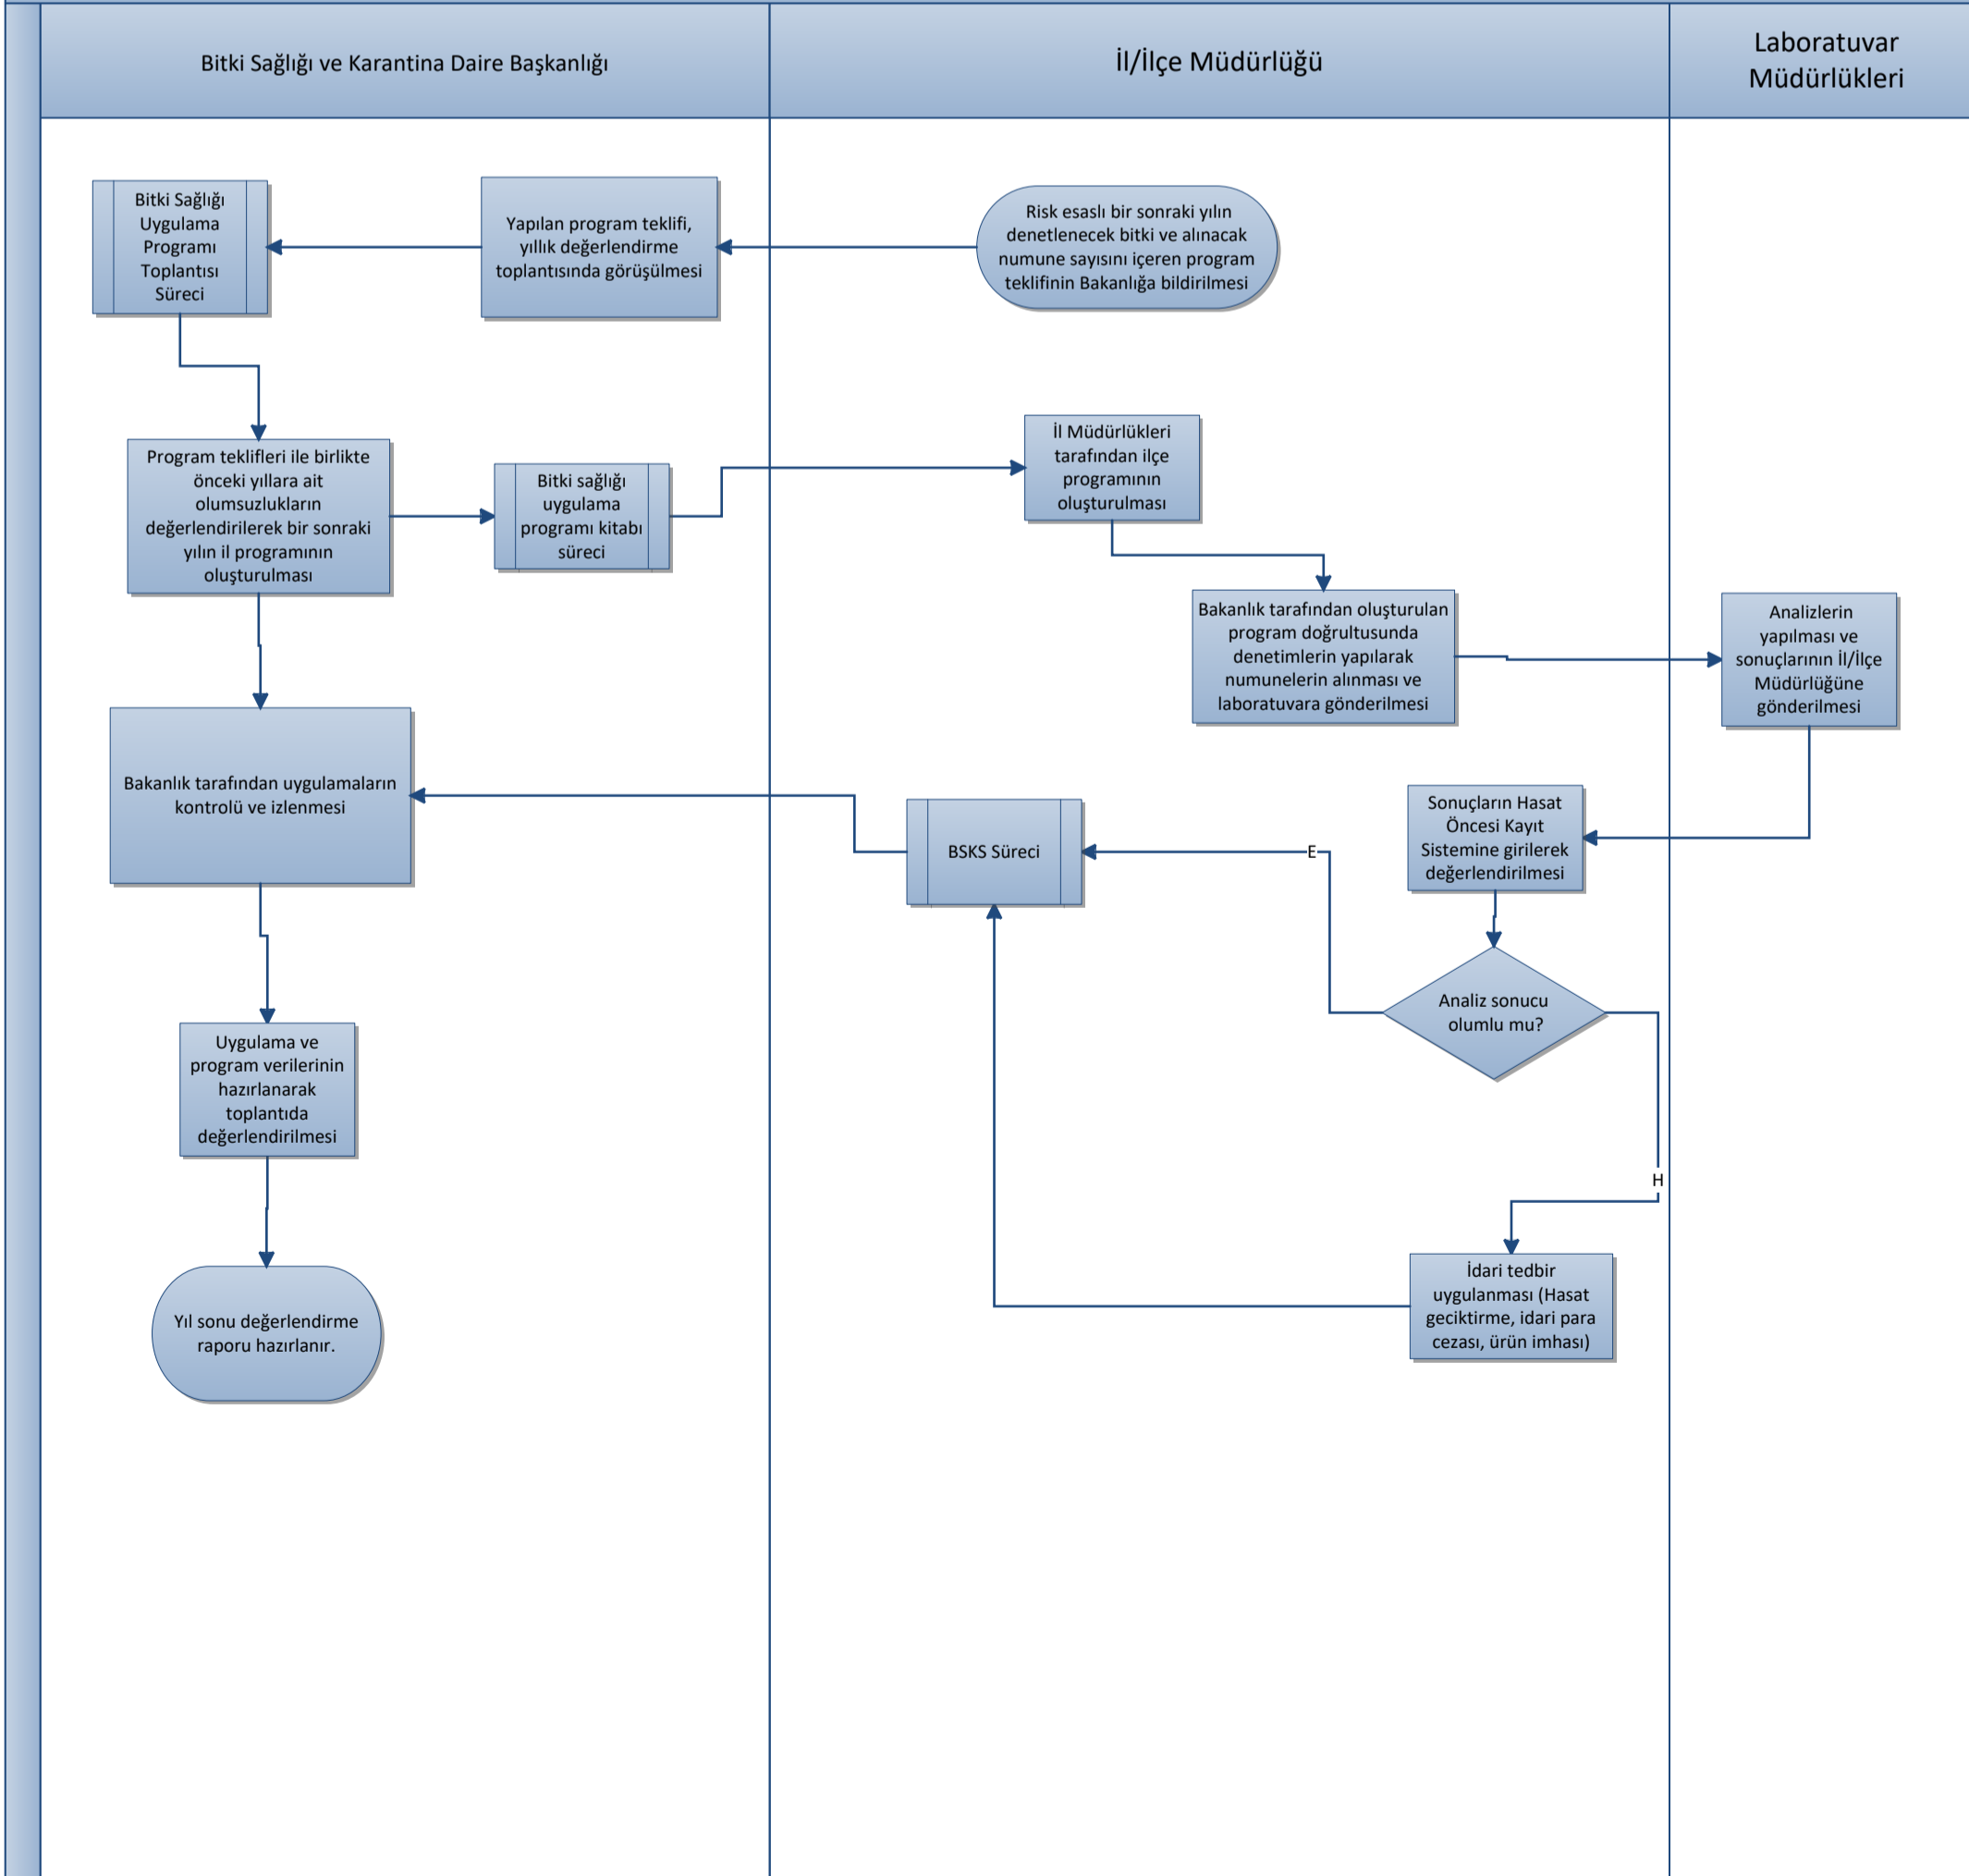 Bitki Sağlığı ve Karantina Daire Başkanlığı
İl/İlçe Müdürlüğü
Laboratuvar
Müdürlükleri
Bitki Sağlığı
Uygulama
Programı
Toplantısı
Süreci
Yapılan program teklifi,
yıllık değerlendirme
toplantısında görüşülmesi
Risk esaslı bir sonraki yılın
denetlenecek bitki ve alınacak
numune sayısını içeren program
teklifinin Bakanlığa bildirilmesi
Program teklifleri ile birlikte
önceki yıllara ait
olumsuzlukların
değerlendirilerek bir sonraki
yılın il programının
oluşturulması
Bitki sağlığı
uygulama
programı kitabı
süreci
İl Müdürlükleri
tarafından ilçe
programının
oluşturulması
Bakanlık tarafından oluşturulan
program doğrultusunda
denetimlerin yapılarak
numunelerin alınması ve
laboratuvara gönderilmesi
Analizlerin
yapılması ve
sonuçlarının İl/İlçe
Müdürlüğüne
gönderilmesi
Bakanlık tarafından uygulamaların
kontrolü ve izlenmesi
BSKS Süreci
E
Sonuçların Hasat
Öncesi Kayıt
Sistemine girilerek
değerlendirilmesi
Analiz sonucu
olumlu mu?
H
Uygulama ve
program verilerinin
hazırlanarak
toplantıda
değerlendirilmesi
İdari tedbir
uygulanması (Hasat
geciktirme, idari para
cezası, ürün imhası)
Yıl sonu değerlendirme
raporu hazırlanır.